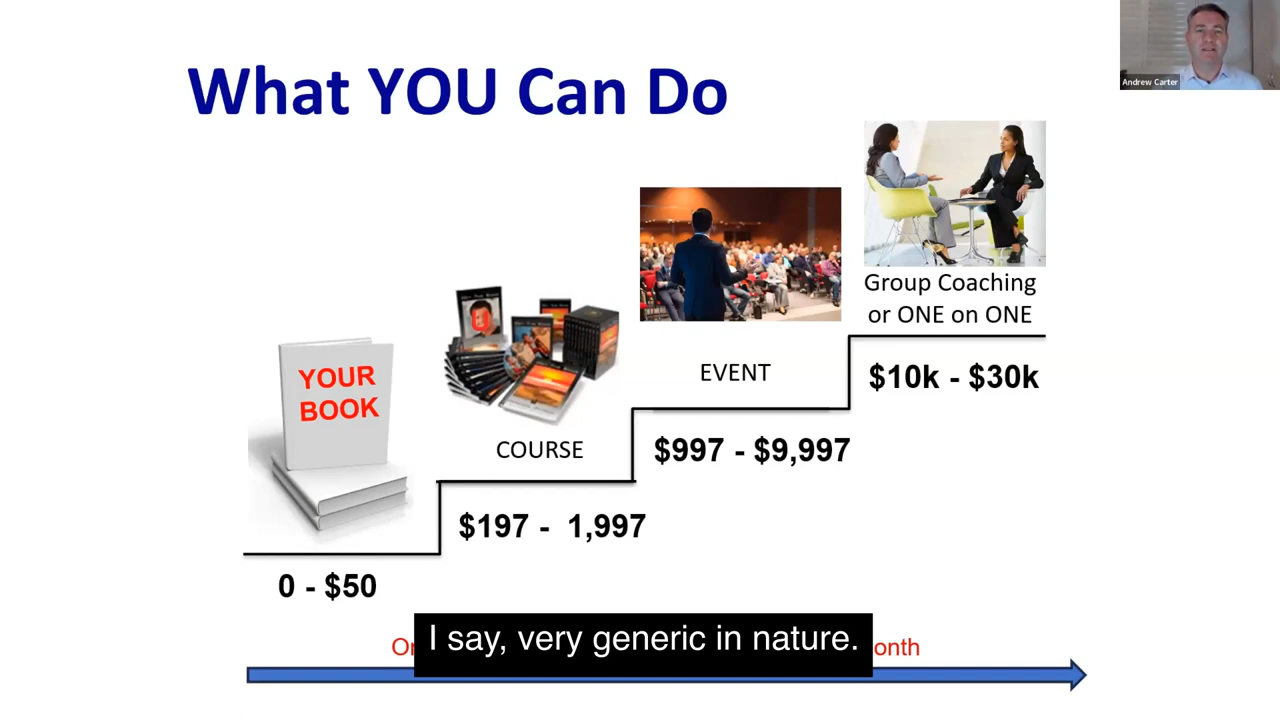 What YOU Can Do
Andrew Carter
Group Coaching
or ONE on ONE
$10k - $30k
EVENT
$997 - $9,997
YOUR
BOOK
COURSE
$197 - 1,997
0 - $50
I say, very generic in nature.